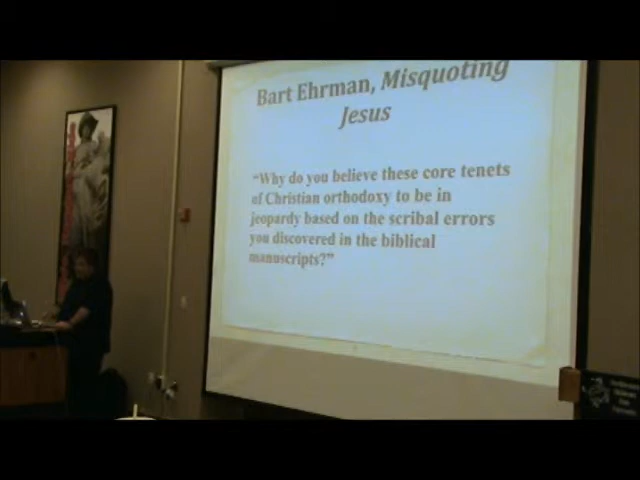 Bart Ehrman, Misquoting
Jesus
"Why do you believe these core tenets
of Christian orthodoxy to be in
jeopardy based on the scribal errors
you discovered in the biblical
manuscripts?"